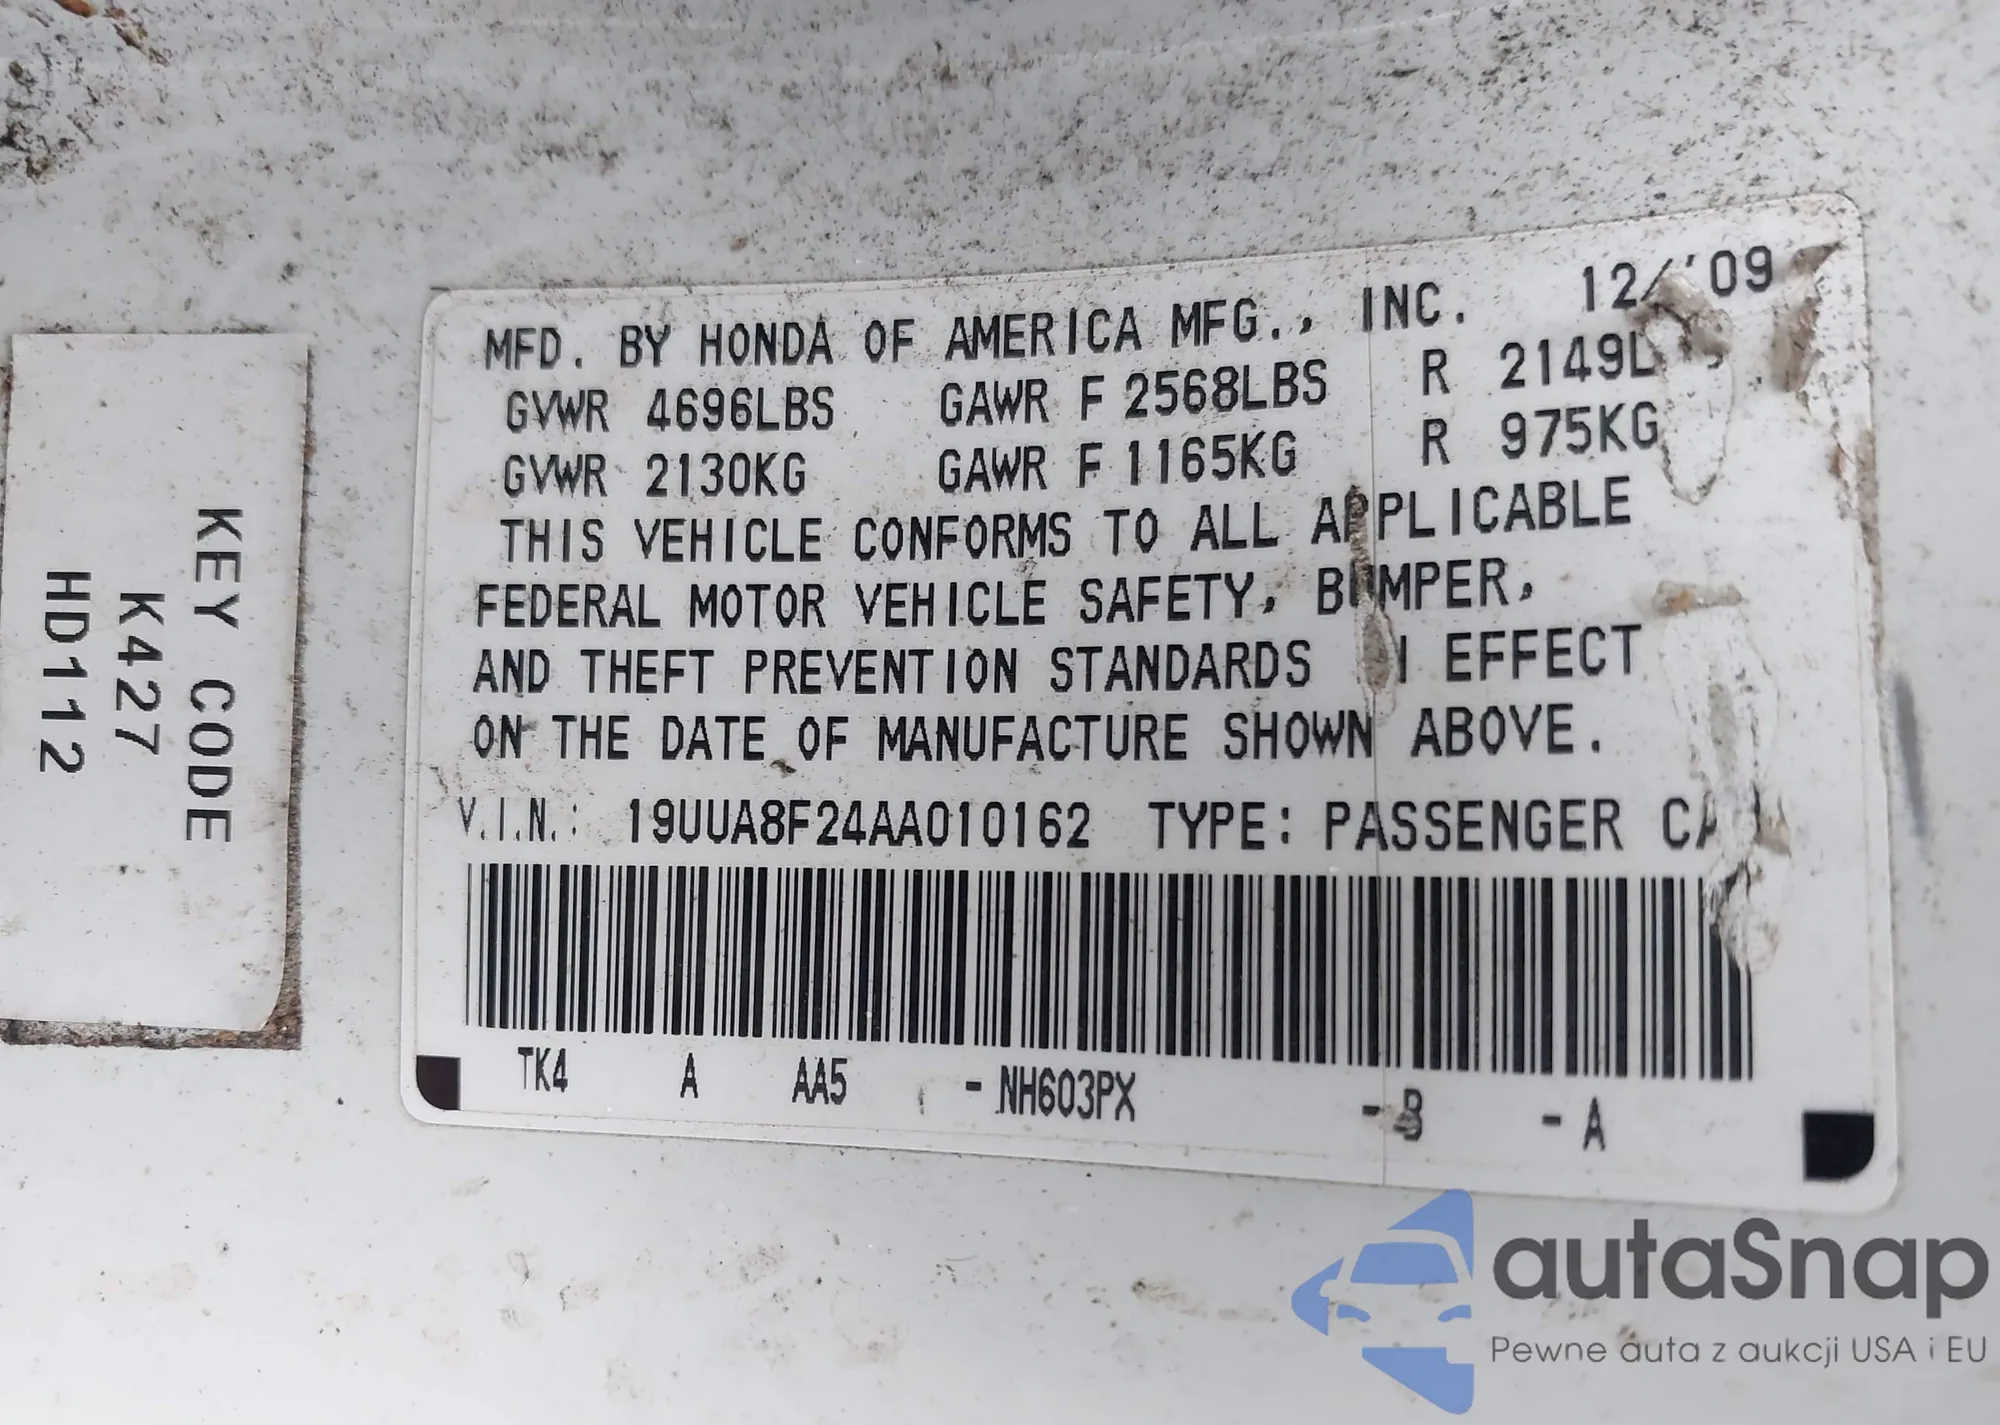 KEY CODE
K427
HD112
MFD. BY HONDA OF AMERICA MFG., INC. 12/'09
GVWR 4696LBS GAWR F 2568LBS R 2149L
GVWR 2130KG GAWR F 1165KG R 975KG
THIS VEHICLE CONFORMS TO ALL APPLICABLE
FEDERAL MOTOR VEHICLE SAFETY, BUMPER,
AND THEFT PREVENTION STANDARDS EFFECT
ON THE DATE OF MANUFACTURE SHOWN ABOVE.
V.I.N.: 19UUA8F24AA010162 TYPE: PASSENGER CA
TK4 A AA5 - NH603PX - B - A
autaSnap
Pewne auta z aukcji USA i EU